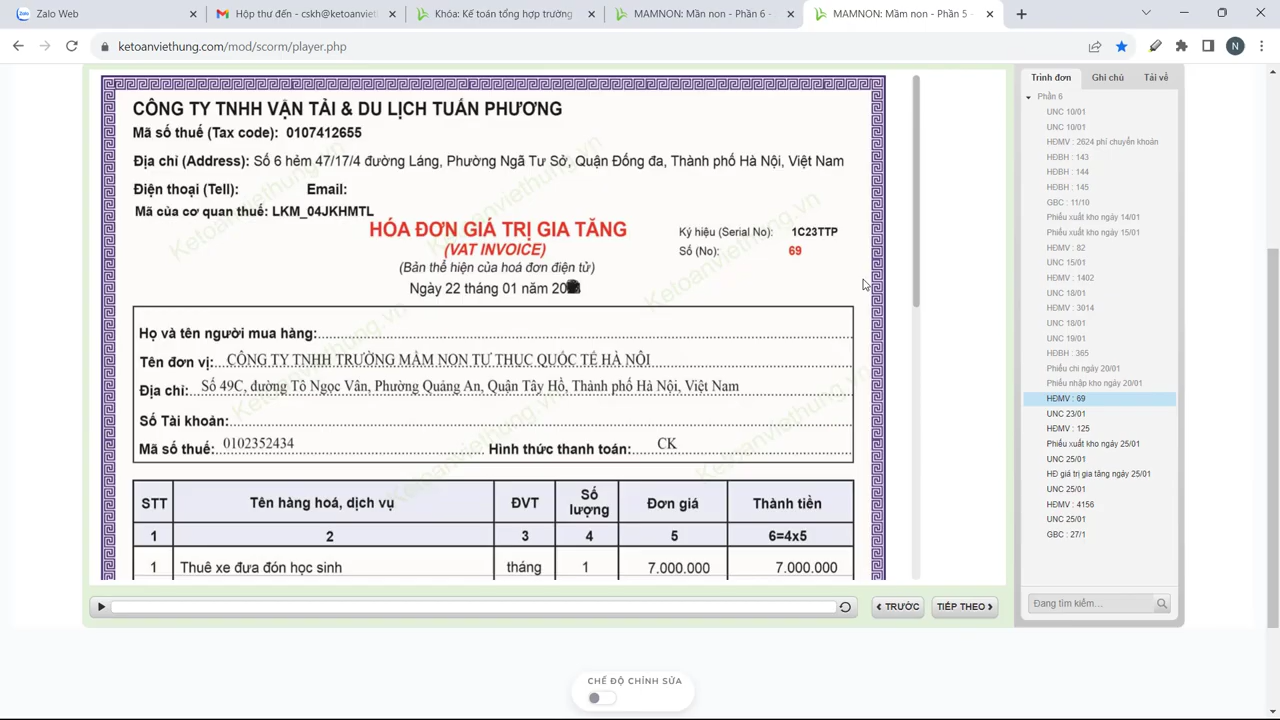 Zalo Web
Hộp thư đến - cskh@ketoanvieth
Khóa: Kế toán tổng hợp trường
MAMNON: Mần non - Phần 6 -
MAMNON: Mầm non - Phần 5 -
ketoanviethung.com/mod/scorm/player.php
N
CÔNG TY TNHH VẬN TẢI & DU LỊCH TUẤN PHƯƠNG
Mã số thuế (Tax code): 0107412655
Địa chỉ (Address): Số 6 hẻm 47/17/4 đường Láng, Phường Ngã Tự Sở, Quận Đống đa, Thành phố Hà Nội, Việt Nam
Điện thoại (Tell): Email:
Mã của cơ quan thuế: LKM_04JKHMTL
HÓA ĐƠN GIÁ TRỊ GIA TĂNG
(VAT INVOICE)
(Bản thể hiện của hoá đơn điện tử)
Ngày 22 tháng 01 năm 20
Ký hiệu (Serial No): 1C23TTP
Số (No): 69
Họ và tên người mua hàng:
Tên đơn vị: CÔNG TY TNHH TRƯỜNG MẦM NON TƯ THỤC QUỐC TẾ HÀ NỘI
Địa chỉ: Số 49C, đường Tô Ngọc Vân, Phường Quảng An, Quận Tây Hồ, Thành phố Hà Nội, Việt Nam
Số Tài khoản:
Mã số thuế: 0102352434 Hình thức thanh toán: CK
STT Tên hàng hoá, dịch vụ ĐVT Số lượng Đơn giá Thành tiền
1 2 3 4 5 6=4x5
1 Thuê xe đưa đón học sinh tháng 1 7.000.000 7.000.000
Ketoanviethung.vn
TRƯỚC
TIẾP THEO
Trình đơn Ghi chú Tải về
Phần 6
UNC 10/01
UNC 10/01
HĐMV : 2624 phí chuyển khoản
HĐBH : 143
HĐBH : 144
HĐBH : 145
GBC : 11/10
Phiếu xuất kho ngày 14/01
Phiếu xuất kho ngày 15/01
HĐMV : 82
UNC 15/01
HĐMV : 1402
UNC 18/01
HĐMV : 3014
UNC 18/01
UNC 19/01
HĐBH : 365
Phiếu chi ngày 20/01
Phiếu nhập kho ngày 20/01
HĐMV : 69
UNC 23/01
HĐMV : 125
Phiếu xuất kho ngày 25/01
UNC 25/01
HĐ giá trị gia tăng ngày 25/01
UNC 25/01
HĐMV : 4156
UNC 25/01
GBC : 27/1
Đang tìm kiếm...
CHẾ ĐỘ CHỈNH SỬA